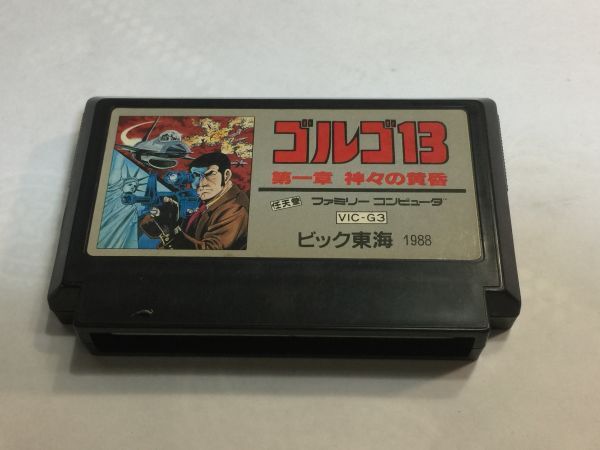 ゴルゴ13
第一章 神々の黄昏
任天堂 ファミリーコンピュータ
VIC-G3
ビック東海 1988